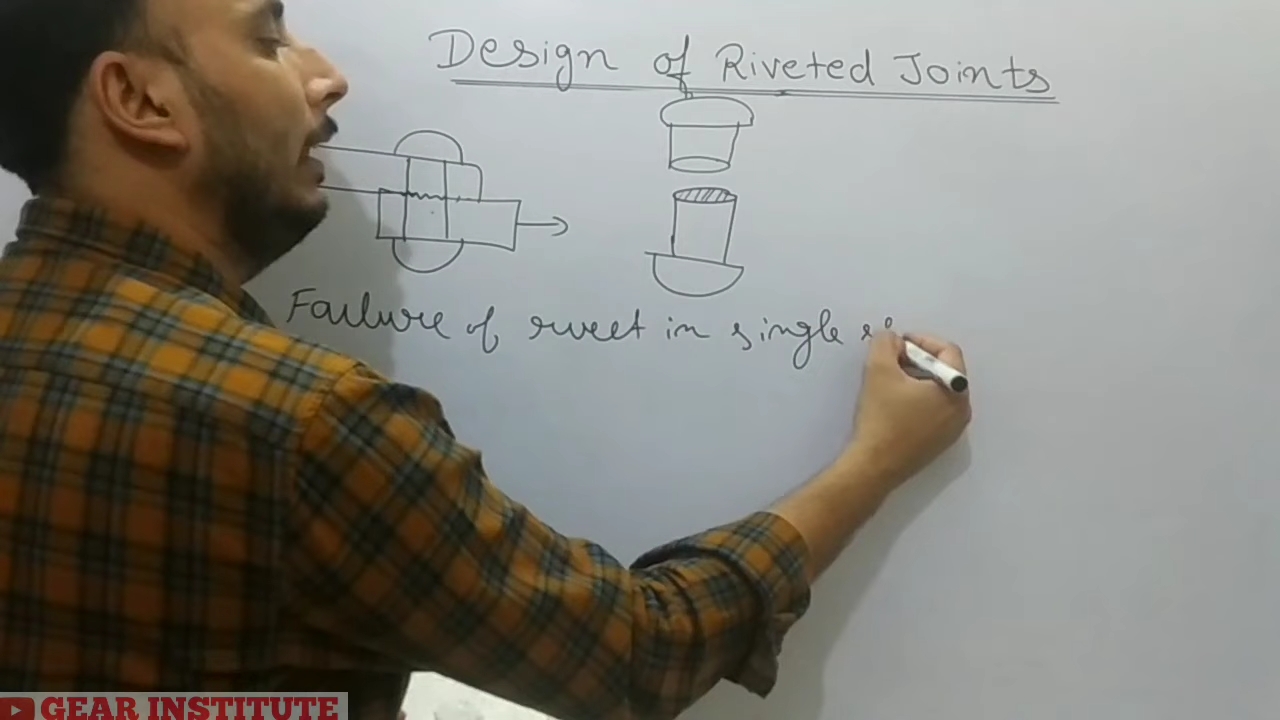 Design of Riveted Joints
Failure of rivet in single
GEAR INSTITUTE